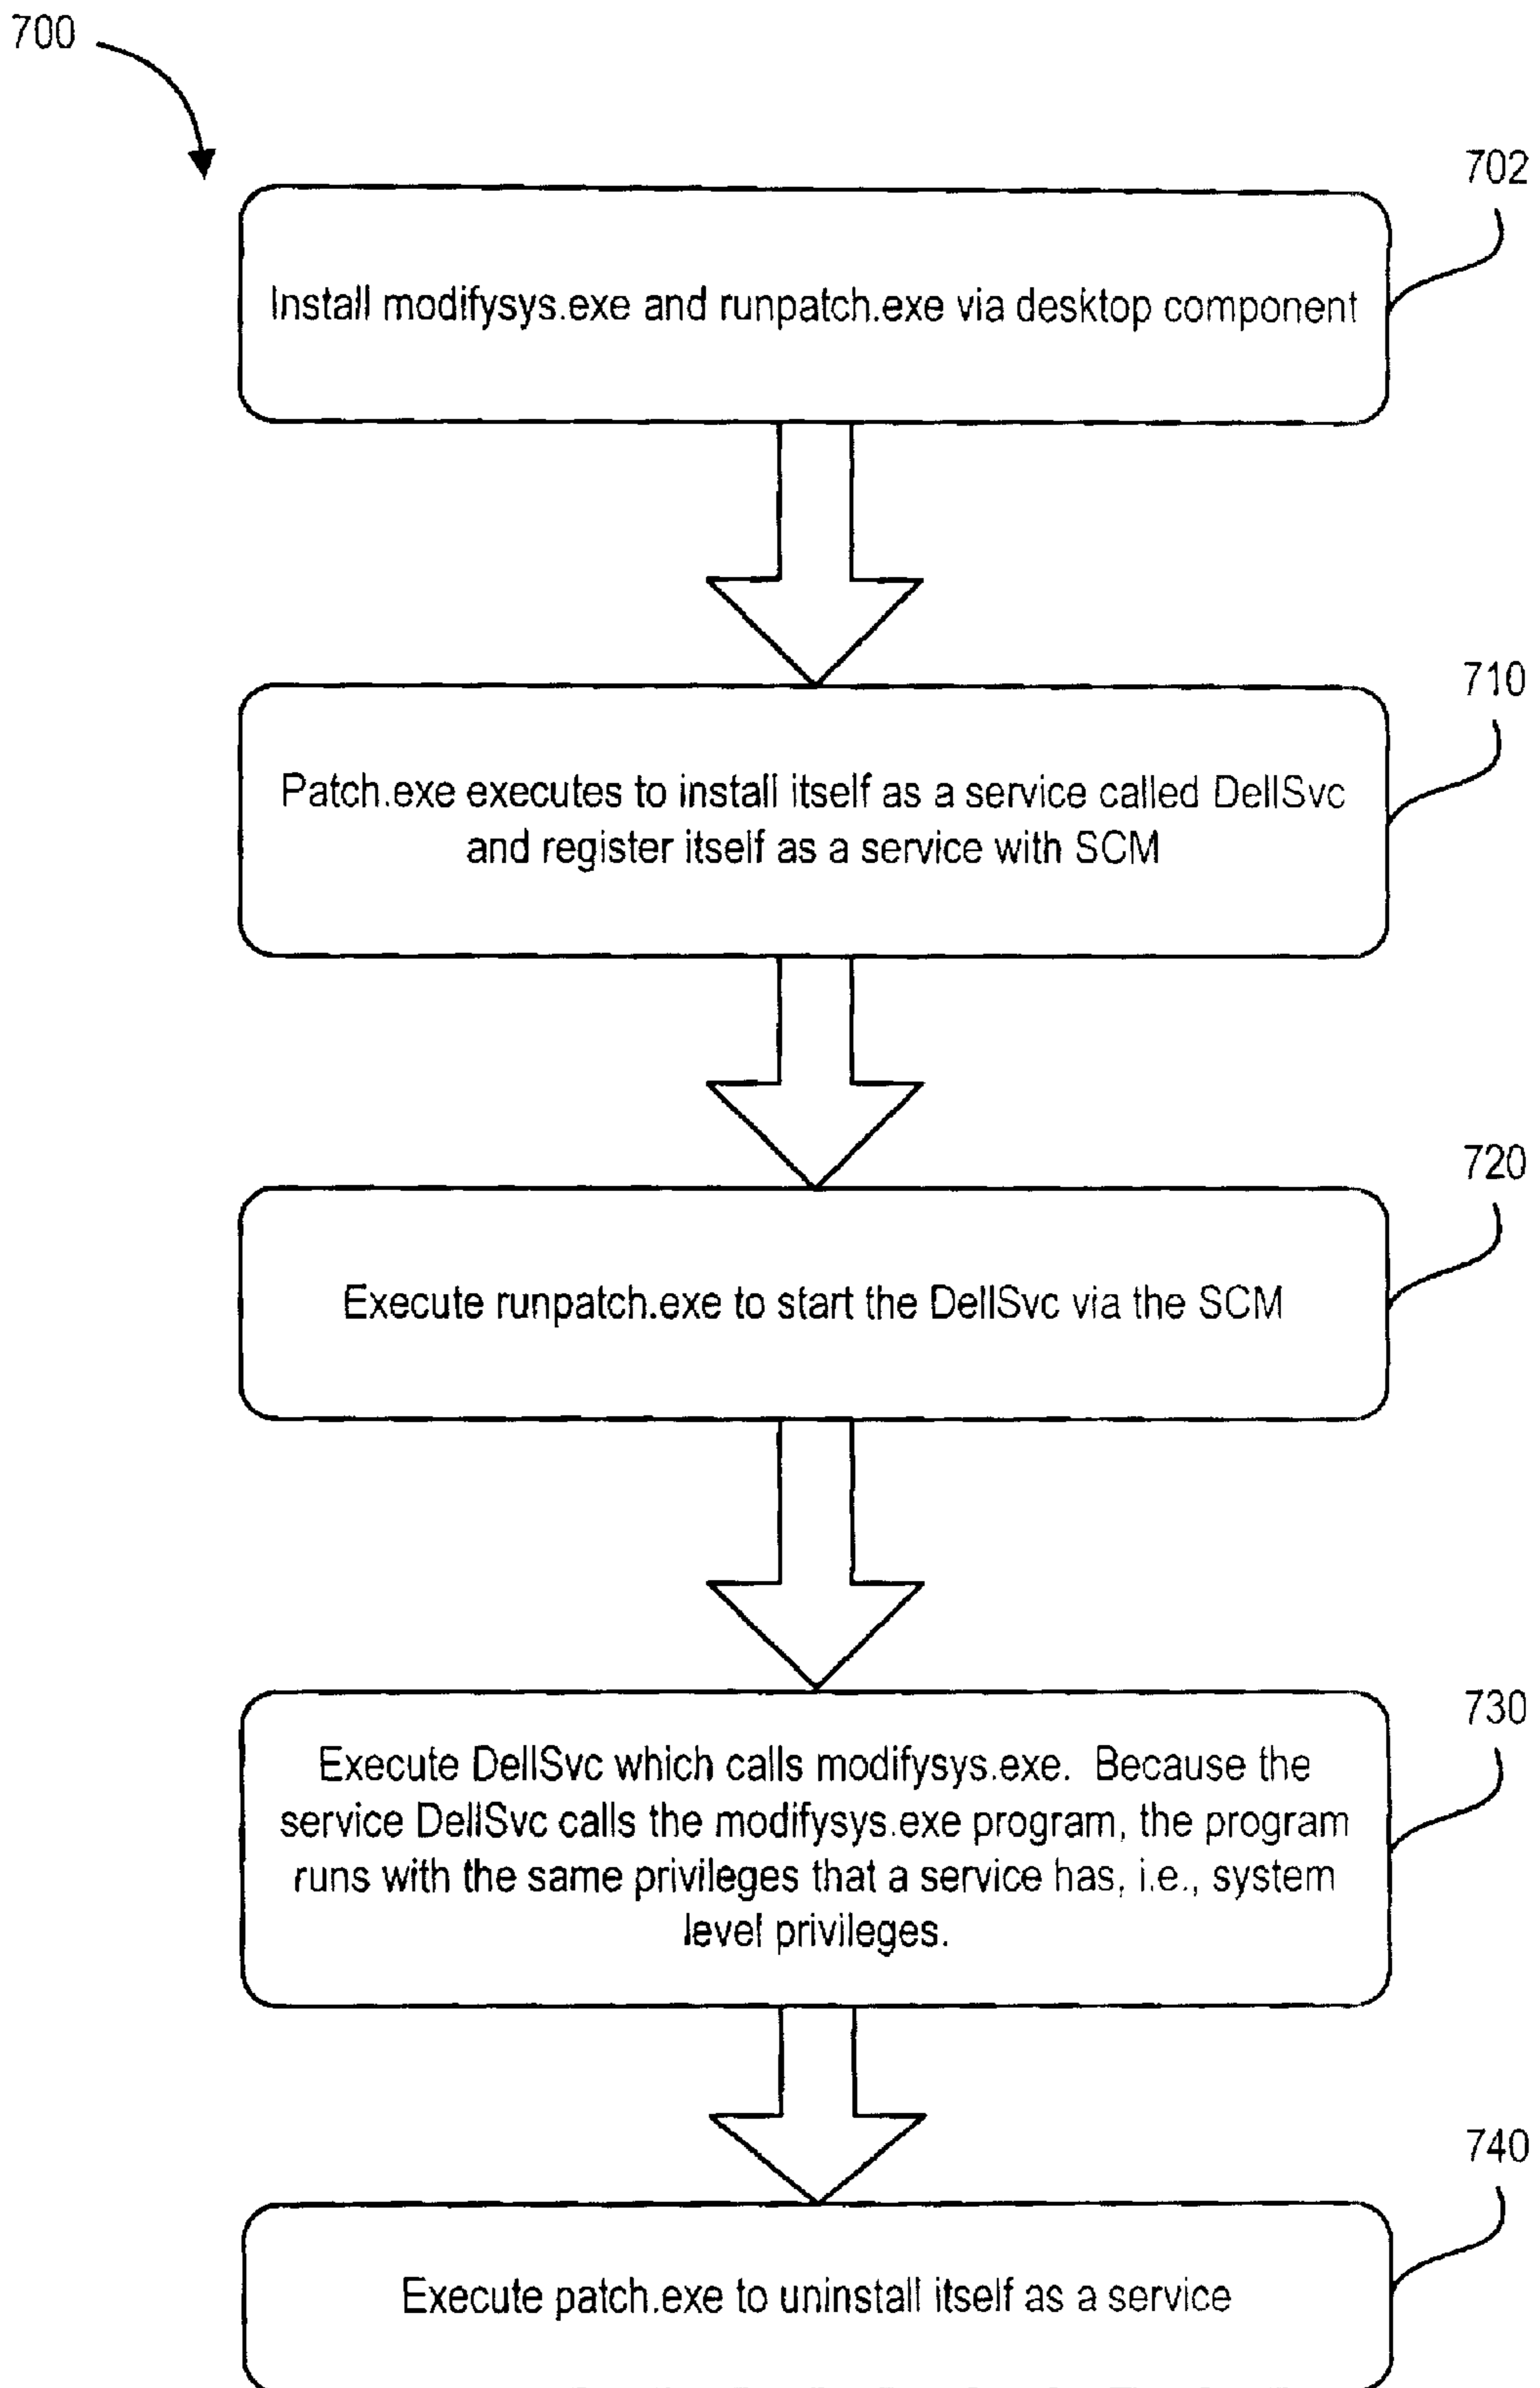 700
702
Install modifysys.exe and runpatch.exe via desktop component
710
Patch.exe executes to install itself as a service called DellSvc
and register itself as a service with SCM
720
Execute runpatch.exe to start the DellSvc via the SCM
730
Execute DellSvc which calls modifysys.exe. Because the
service DellSvc calls the modifysys.exe program, the program
runs with the same privileges that a service has, i.e., system
level privileges.
740
Execute patch.exe to uninstall itself as a service